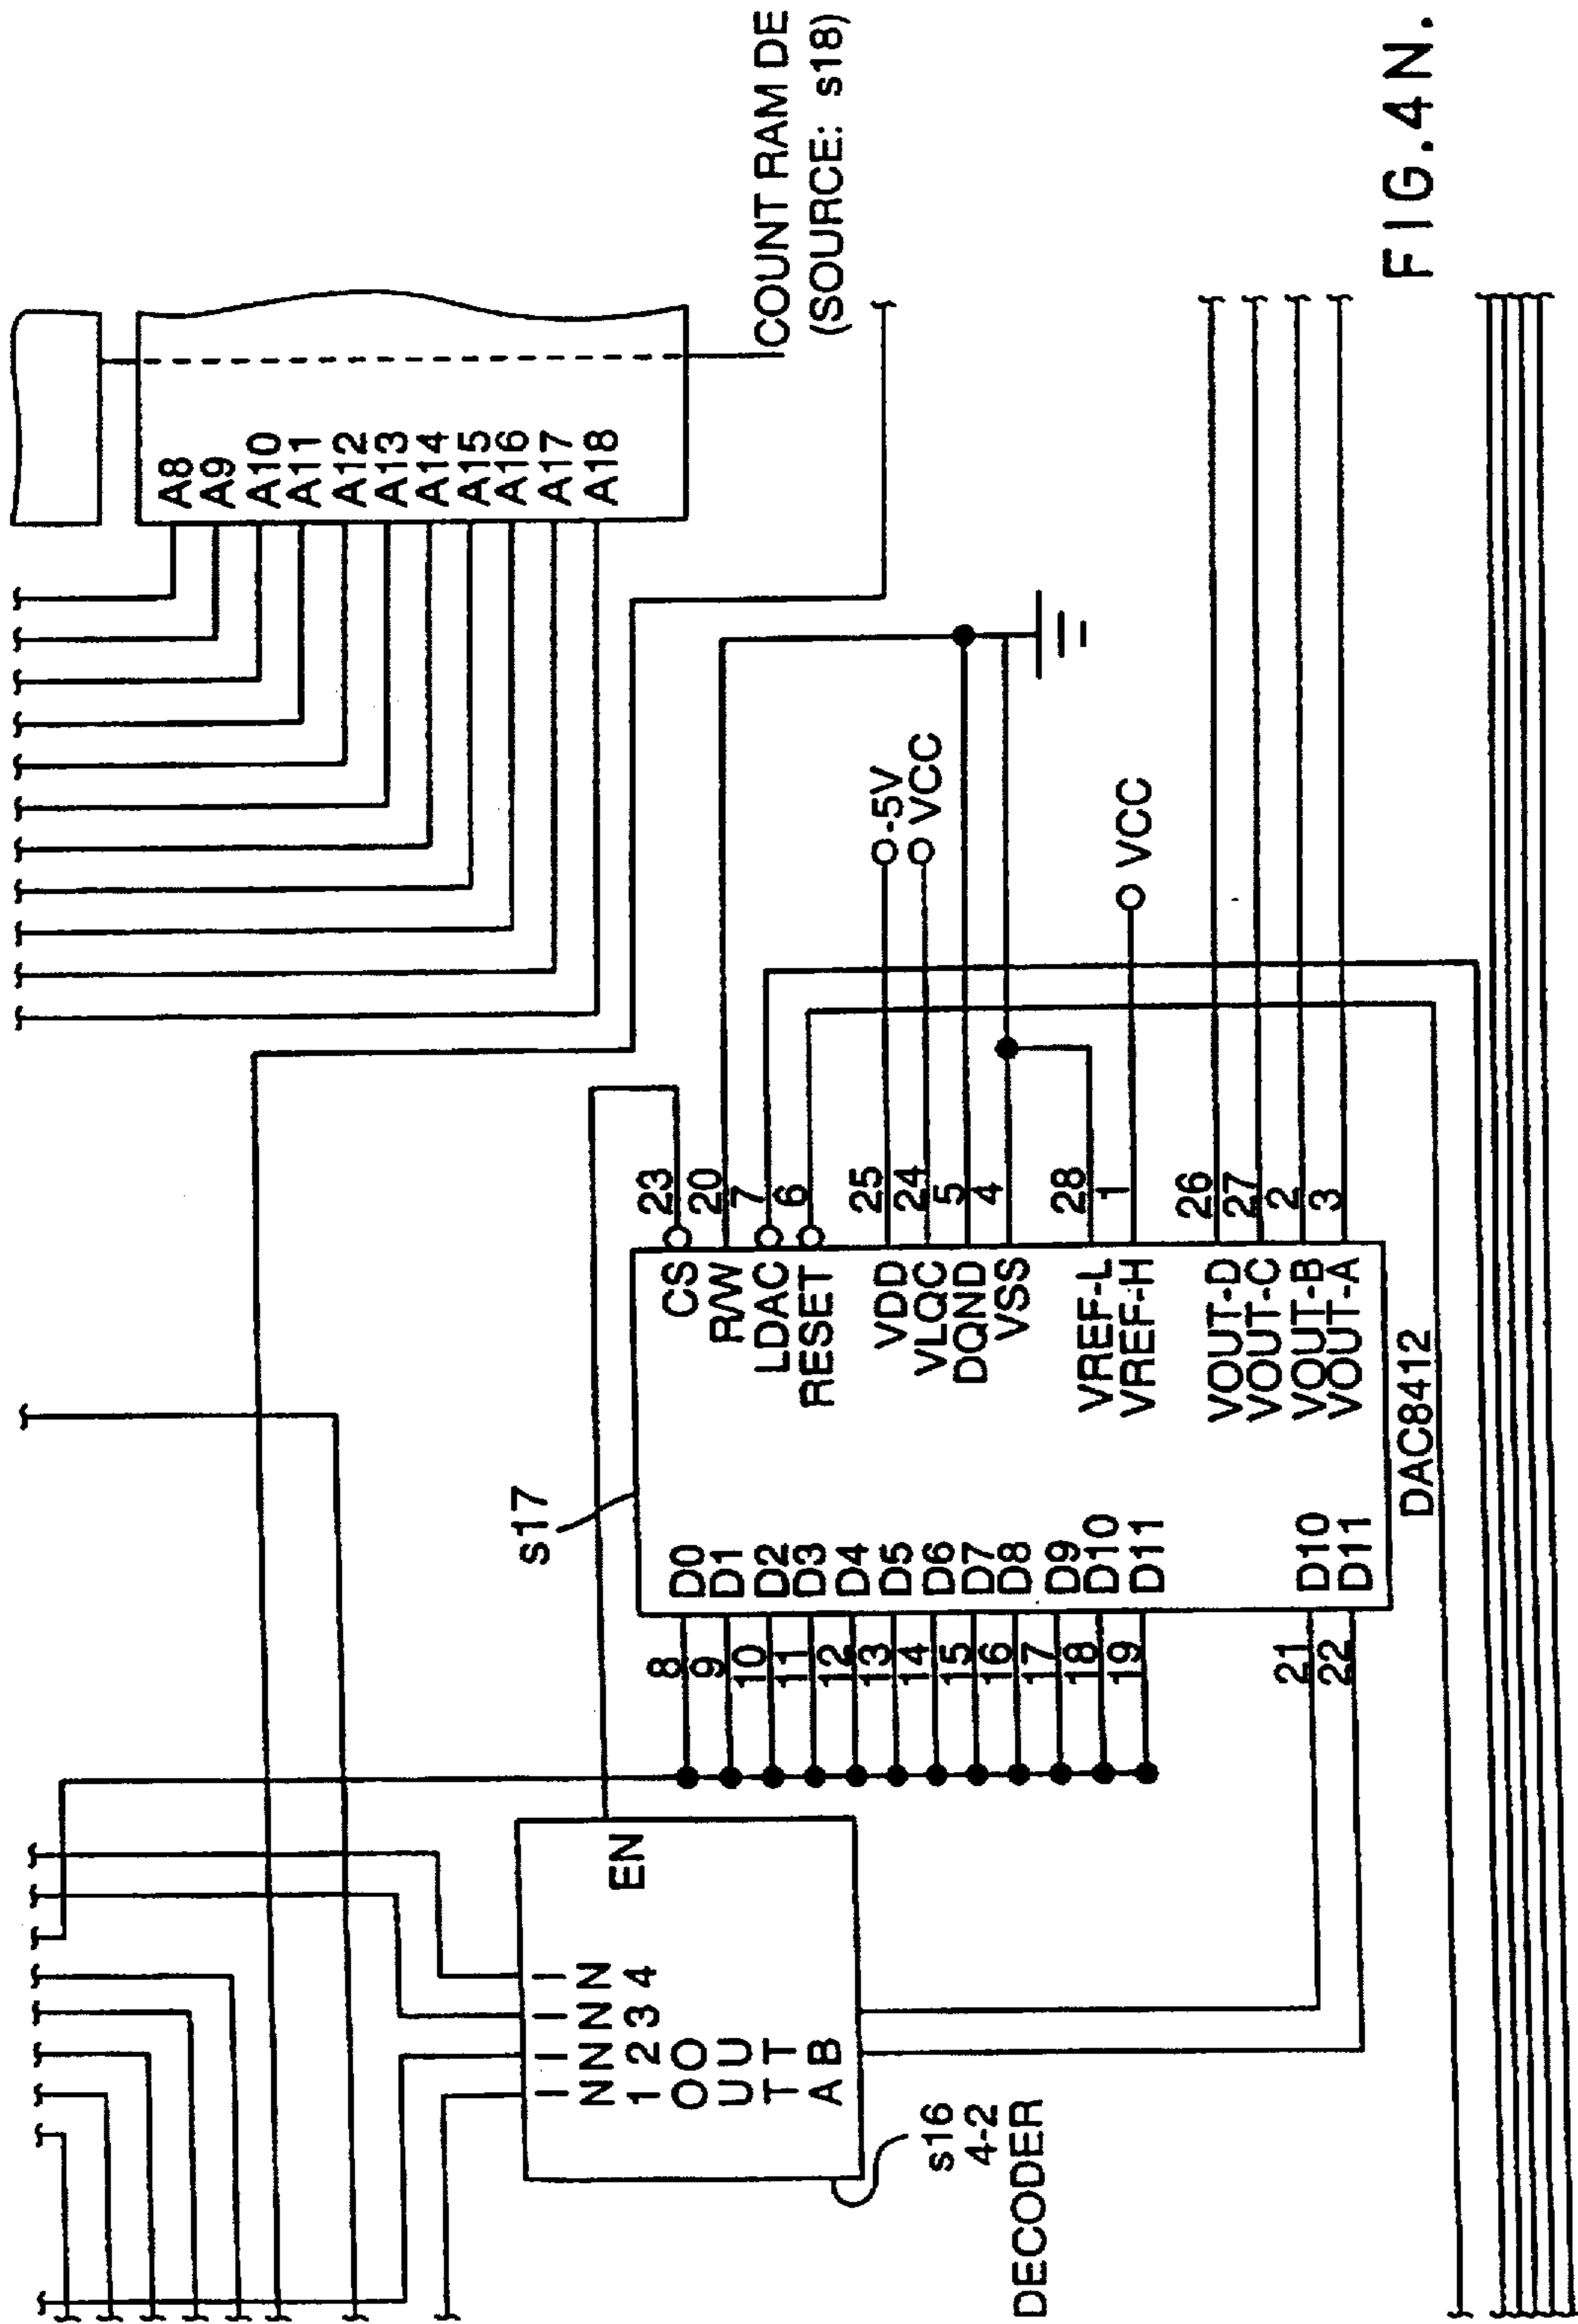 A8
A9
A10
A11
A12
A13
A14
A15
A16
A17
A18
COUNT RAM DE
(SOURCE: s18)
s17
D0
D1
D2
D3
D4
D5
D6
D7
D8
D9
D10
D11
D10
D11
8
9
10
11
12
13
14
15
16
17
18
19
21
22
CS
R/W
LDAC
RESET
VDD
VLQC
DQND
VSS
VREF-L
VREF-H
VOUT-D
VOUT-C
VOUT-B
VOUT-A
23
20
7
6
25
24
5
4
28
1
26
27
2
3
-5V
VCC
VCC
DAC8412
IN1
IN2
IN3
IN4
EN
OUTA
OUTB
s16
4-2
DECODER
FIG.4N.